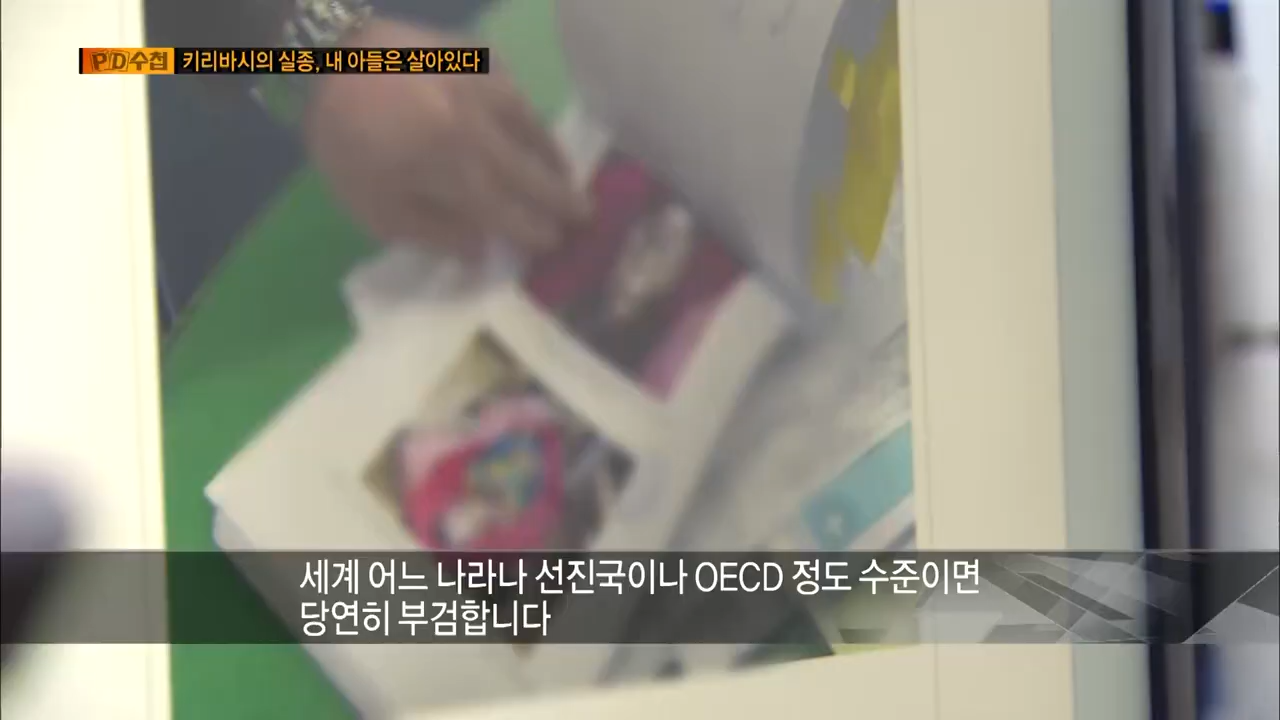 PD수첩 키리바시의 실종, 내 아들은 살아있다
세계 어느 나라나 선진국이나 OECD 정도 수준이면
당연히 부검합니다